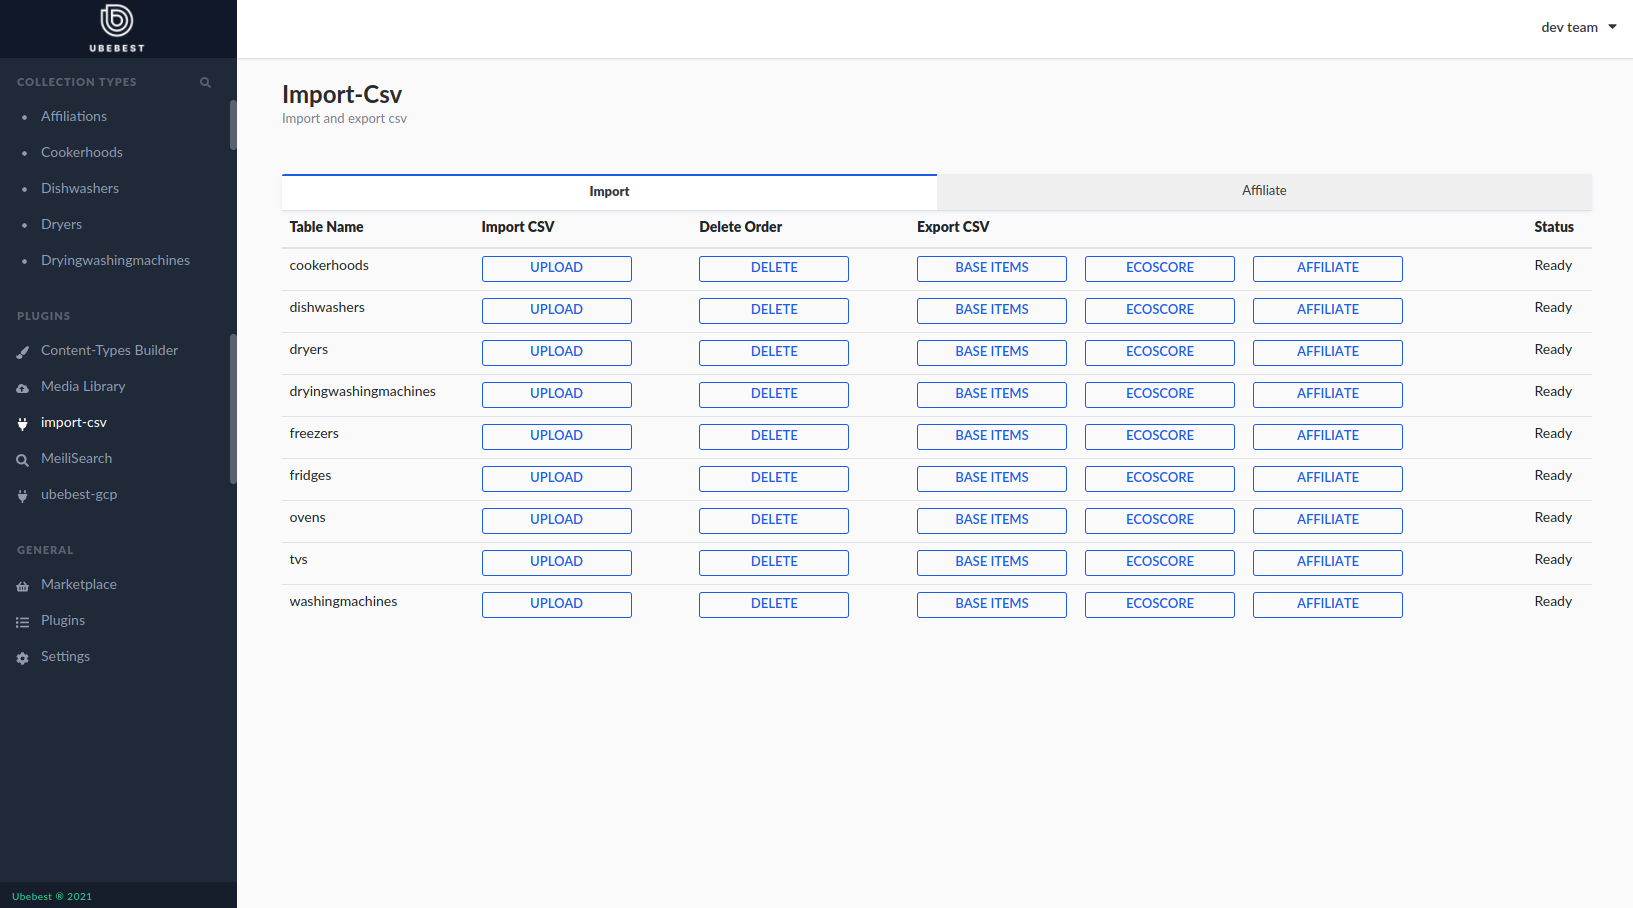 UBEBEST
dev team
COLLECTION TYPES
Affiliations
Cookerhoods
Dishwashers
Dryers
Dryingwashingmachines
PLUGINS
Content-Types Builder
Media Library
import-csv
MeiliSearch
ubebest-gcp
GENERAL
Marketplace
Plugins
Settings
Ubebest ® 2021
Import-Csv
Import and export csv
Import Affiliate
Table Name Import CSV Delete Order Export CSV Status
cookerhoods UPLOAD DELETE BASE ITEMS ECOSCORE AFFILIATE Ready
dishwashers UPLOAD DELETE BASE ITEMS ECOSCORE AFFILIATE Ready
dryers UPLOAD DELETE BASE ITEMS ECOSCORE AFFILIATE Ready
dryingwashingmachines UPLOAD DELETE BASE ITEMS ECOSCORE AFFILIATE Ready
freezers UPLOAD DELETE BASE ITEMS ECOSCORE AFFILIATE Ready
fridges UPLOAD DELETE BASE ITEMS ECOSCORE AFFILIATE Ready
ovens UPLOAD DELETE BASE ITEMS ECOSCORE AFFILIATE Ready
tvs UPLOAD DELETE BASE ITEMS ECOSCORE AFFILIATE Ready
washingmachines UPLOAD DELETE BASE ITEMS ECOSCORE AFFILIATE Ready